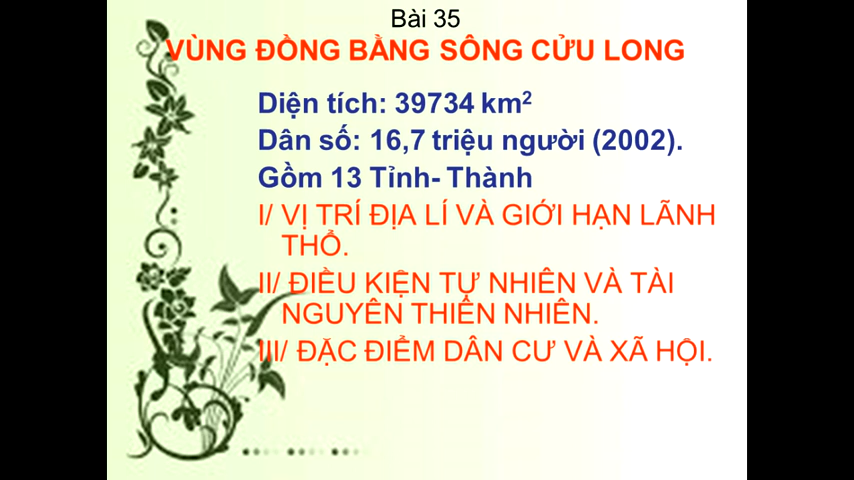 Bài 35
VÙNG ĐỒNG BẰNG SÔNG CỬU LONG
Diện tích: 39734 km²
Dân số: 16,7 triệu người (2002).
Gồm 13 Tỉnh- Thành
I/ VỊ TRÍ ĐỊA LÍ VÀ GIỚI HẠN LÃNH
THỔ.
II/ ĐIỀU KIỆN TỰ NHIÊN VÀ TÀI
NGUYÊN THIÊN NHIÊN.
III/ ĐẶC ĐIỂM DÂN CƯ VÀ XÃ HỘI.